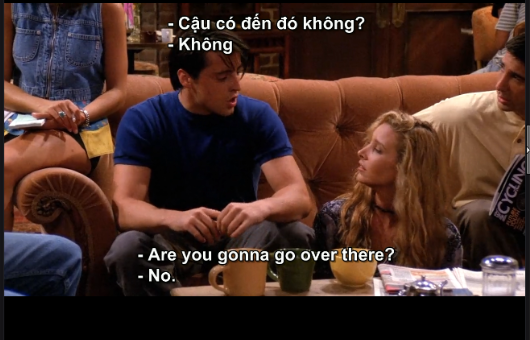 - Cậu có đến đó không?
- Không
- Are you gonna go over there?
- No.